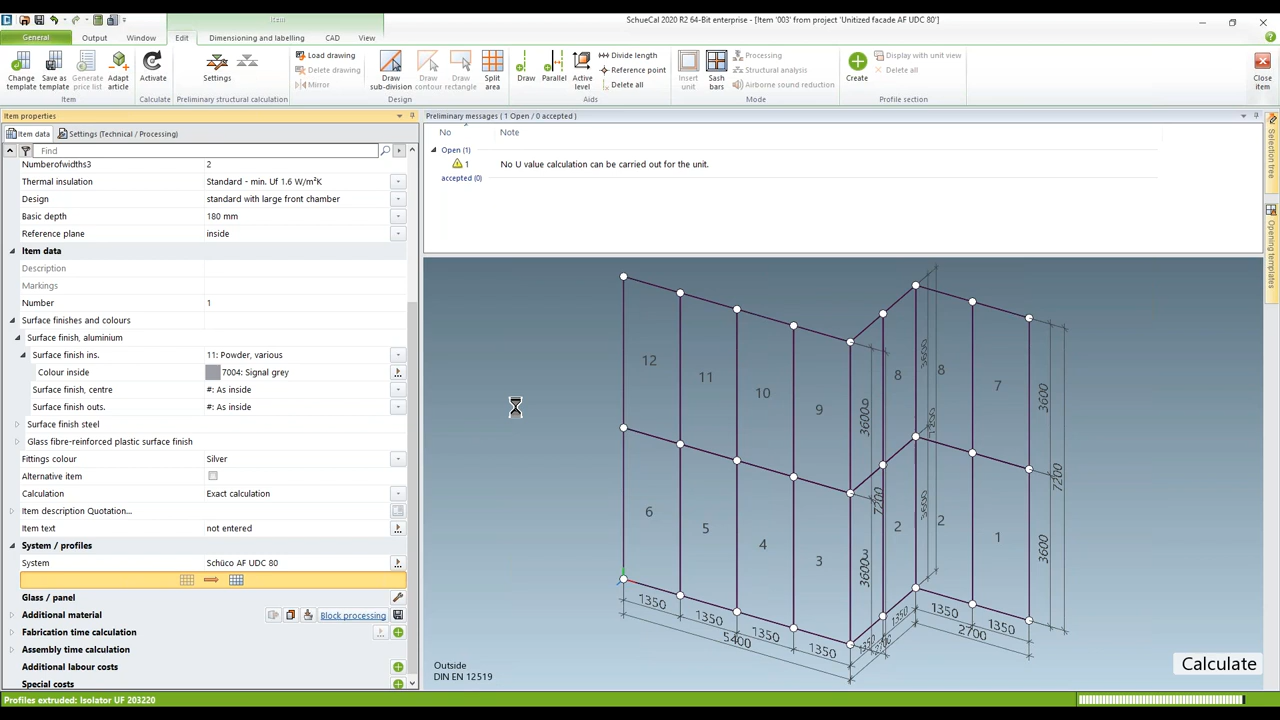 SchueCal 2020 R2 64-Bit enterprise - [Item '003' from project 'Unitized facade AF UDC 80']
Item
General Output Window Edit Dimensioning and labelling CAD View
Change template
Save as template
Generate price list
Adapt article
Item
Activate
Calculate
Settings
Preliminary structural calculation
Load drawing
Delete drawing
Mirror
Draw sub-division
Draw contour
Draw rectangle
Split area
Design
Draw
Parallel
Active level
Divide length
Reference point
Delete all
Aids
Insert unit
Sash bars
Processing
Structural analysis
Airborne sound reduction
Mode
Create
Display with unit view
Delete all
Profile section
Close item
Item properties
Item data Settings (Technical / Processing)
Find
Numberofwidths3 2
Thermal insulation Standard - min. Uf 1.6 W/m²K
Design standard with large front chamber
Basic depth 180 mm
Reference plane inside
Item data
Description
Markings
Number 1
Surface finishes and colours
Surface finish, aluminium
Surface finish ins. 11: Powder, various
Colour inside 7004: Signal grey
Surface finish, centre #: As inside
Surface finish outs. #: As inside
Surface finish steel
Glass fibre-reinforced plastic surface finish
Fittings colour Silver
Alternative item
Calculation Exact calculation
Item description Quotation...
Item text not entered
System / profiles
System Schüco AF UDC 80
Glass / panel
Additional material Block processing
Fabrication time calculation
Assembly time calculation
Additional labour costs
Special costs
Preliminary messages ( 1 Open / 0 accepted )
No Note
Open (1)
1 No U value calculation can be carried out for the unit.
accepted (0)
Selection tree
Opening templates
12 11 10 9 8 8 7
6 5 4 3 2 2 1
3600 3600 3600
7200 7200
3600 3600
1350 1350 1350 1350
5400
1350 1350
2700
Outside
DIN EN 12519
Calculate
Profiles extruded: Isolator UF 203220